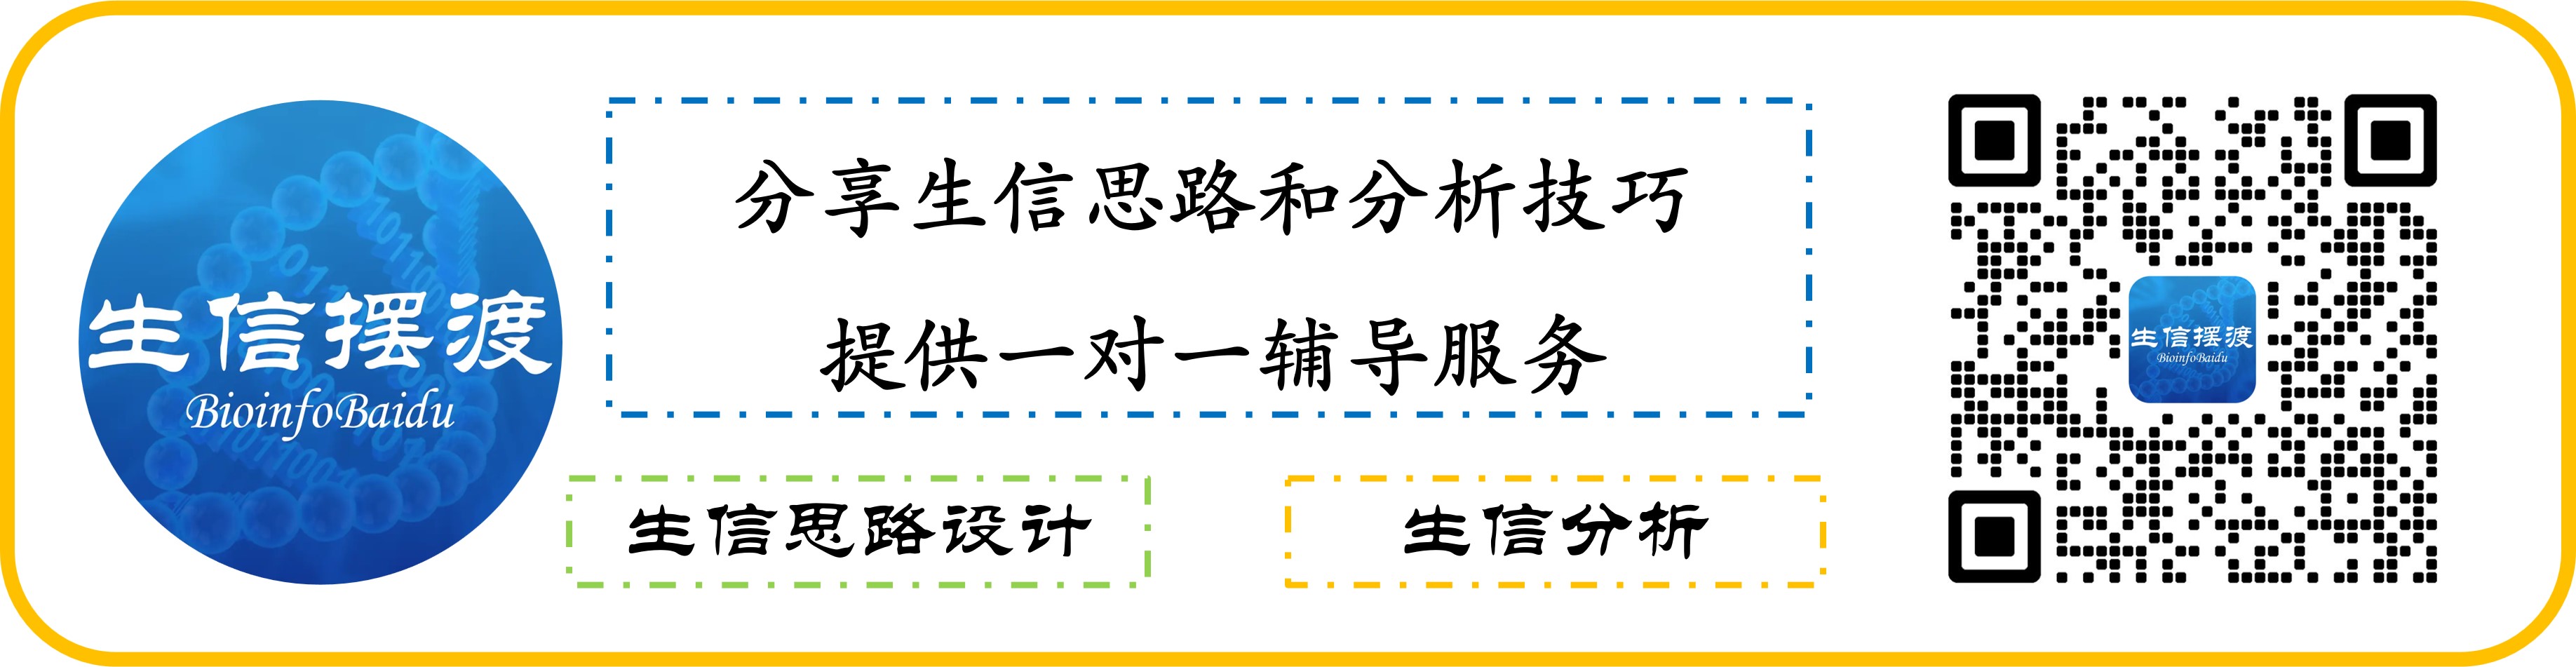 生信摆渡
BioinfoBaidu
分享生信思路和分析技巧
提供一对一辅导服务
生信思路设计
生信分析
生信摆渡
BioinfoBaidu